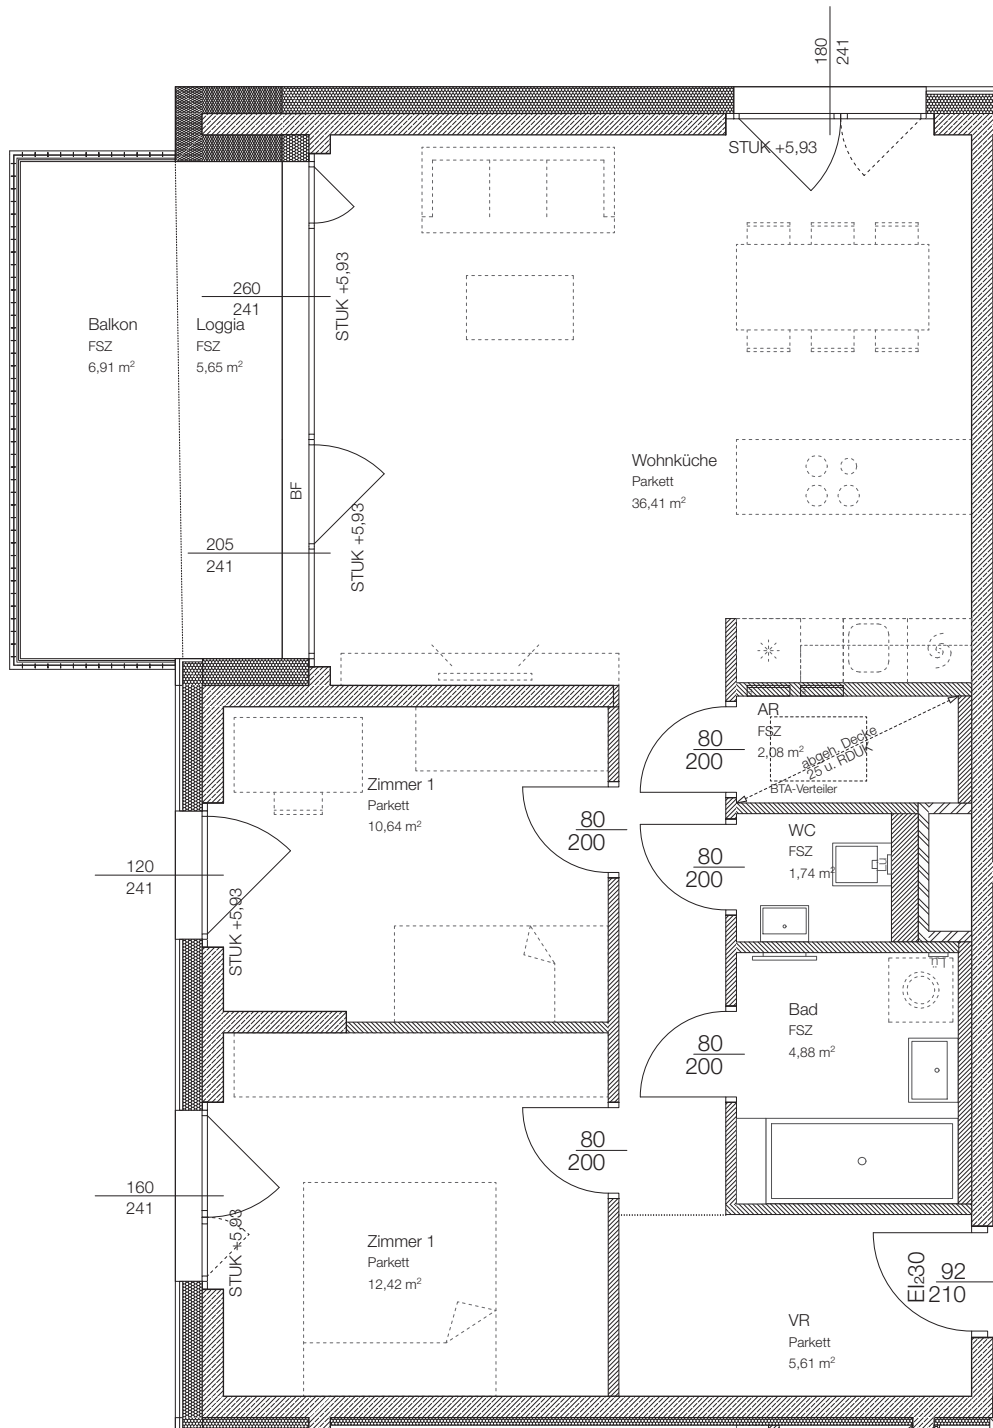 180
241
STUK +5,93
260
241
STUK +5,93
Balkon
FSZ
6,91 m²
Loggia
FSZ
5,65 m²
Wohnküche
Parkett
36,41 m²
BF
205
241
STUK +5,93
AR
FSZ
2,08 m²
abgeh. Decke
25 u. RDUK
BTA-Verteiler
80
200
Zimmer 1
Parkett
10,64 m²
80
200
WC
FSZ
1,74 m²
80
200
120
241
STUK +5,93
Bad
FSZ
4,88 m²
80
200
80
200
160
241
STUK +5,93
Zimmer 1
Parkett
12,42 m²
EI₂30
92
210
VR
Parkett
5,61 m²